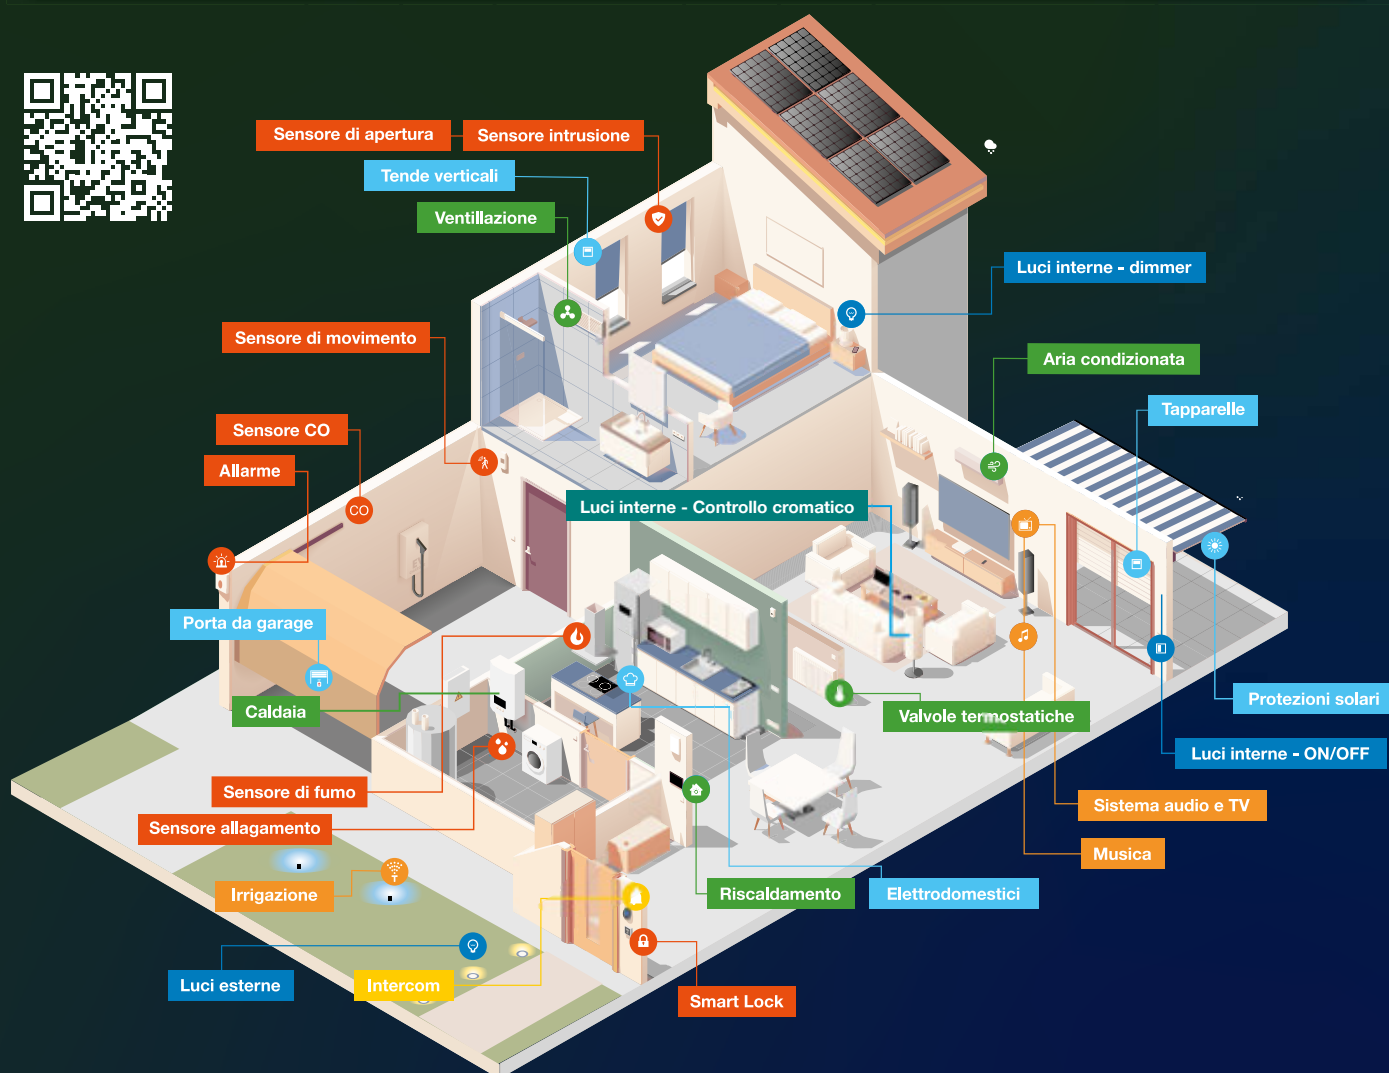 Sensore di apertura
Sensore intrusione
Tende verticali
Ventillazione
Luci interne - dimmer
Sensore di movimento
Aria condizionata
Tapparelle
Sensore CO
Allarme
CO
Luci interne - Controllo cromatico
Porta da garage
Protezioni solari
Caldaia
Valvole termostatiche
Luci interne - ON/OFF
Sensore di fumo
Sistema audio e TV
Sensore allagamento
Musica
Irrigazione
Riscaldamento
Elettrodomestici
Luci esterne
Intercom
Smart Lock